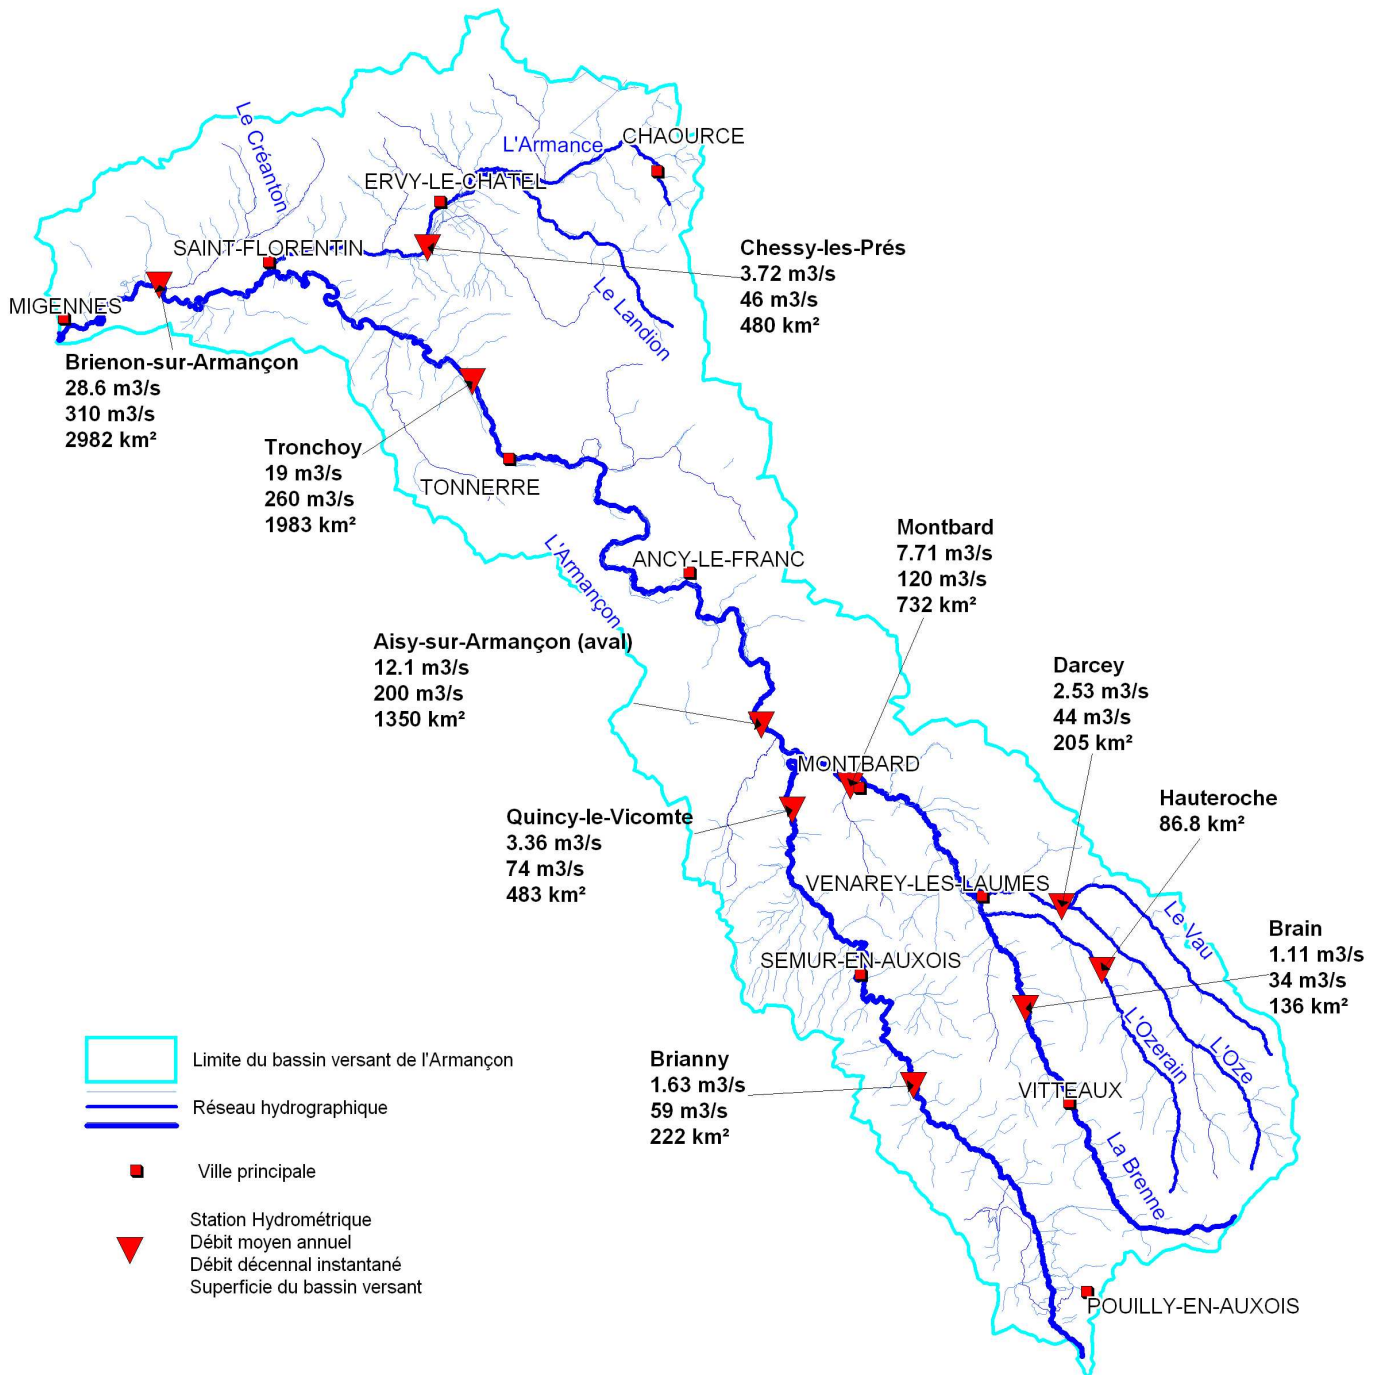 Le Créanton
L'Armance
CHAOURCE
ERVY-LE-CHATEL
SAINT-FLORENTIN
Chessy-les-Prés
3.72 m3/s
46 m3/s
480 km²
Le Landion
MIGENNES
Brienon-sur-Armançon
28.6 m3/s
310 m3/s
2982 km²
Tronchoy
19 m3/s
260 m3/s
1983 km²
TONNERRE
L'Armançon
ANCY-LE-FRANC
Montbard
7.71 m3/s
120 m3/s
732 km²
Aisy-sur-Armançon (aval)
12.1 m3/s
200 m3/s
1350 km²
Darcey
2.53 m3/s
44 m3/s
205 km²
MONTBARD
Hauteroche
86.8 km²
Quincy-le-Vicomte
3.36 m3/s
74 m3/s
483 km²
VENAREY-LES-LAUMES
Le Vau
Brain
1.11 m3/s
34 m3/s
136 km²
SEMUR-EN-AUXOIS
L'Ozerain
L'Oze
Brianny
1.63 m3/s
59 m3/s
222 km²
VITTEAUX
La Brenne
POUILLY-EN-AUXOIS
Limite du bassin versant de l'Armançon
Réseau hydrographique
Ville principale
Station Hydrométrique
Débit moyen annuel
Débit décennal instantané
Superficie du bassin versant